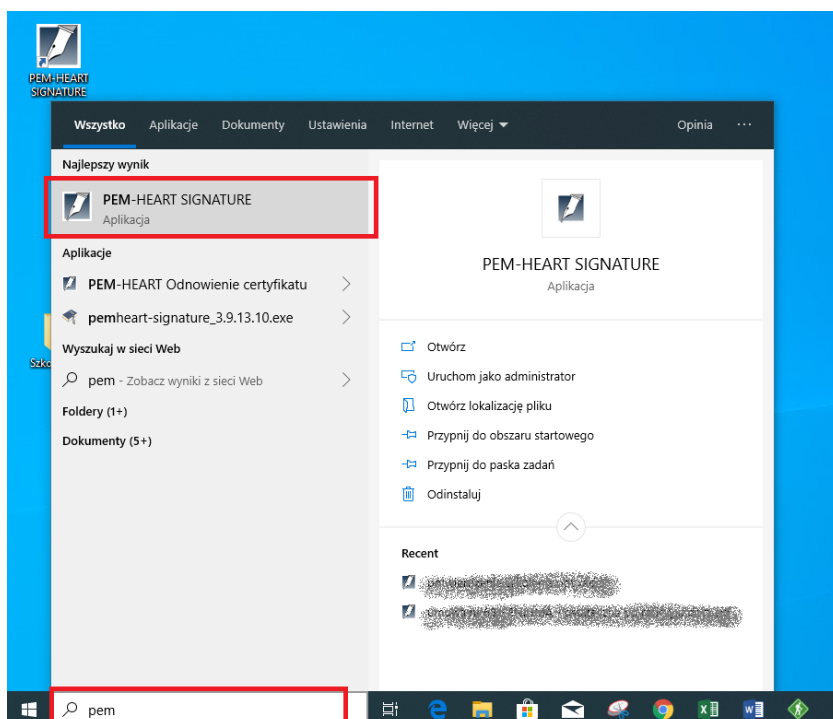 PEM-HEART
SIGNATURE
Wszystko Aplikacje Dokumenty Ustawienia Internet Więcej Opinia ...
Najlepszy wynik
PEM-HEART SIGNATURE
Aplikacja
Aplikacje
PEM-HEART Odnowienie certyfikatu
pemheart-signature_3.9.13.10.exe
Wyszukaj w sieci Web
pem - Zobacz wyniki z sieci Web
Foldery (1+)
Dokumenty (5+)
PEM-HEART SIGNATURE
Aplikacja
Otwórz
Uruchom jako administrator
Otwórz lokalizację pliku
Przypnij do obszaru startowego
Przypnij do paska zadań
Odinstaluj
Recent
pem